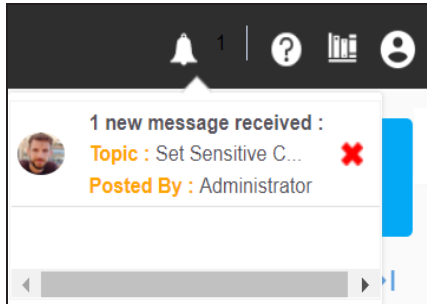 1
1 new message received :
Topic : Set Sensitive C...
Posted By : Administrator